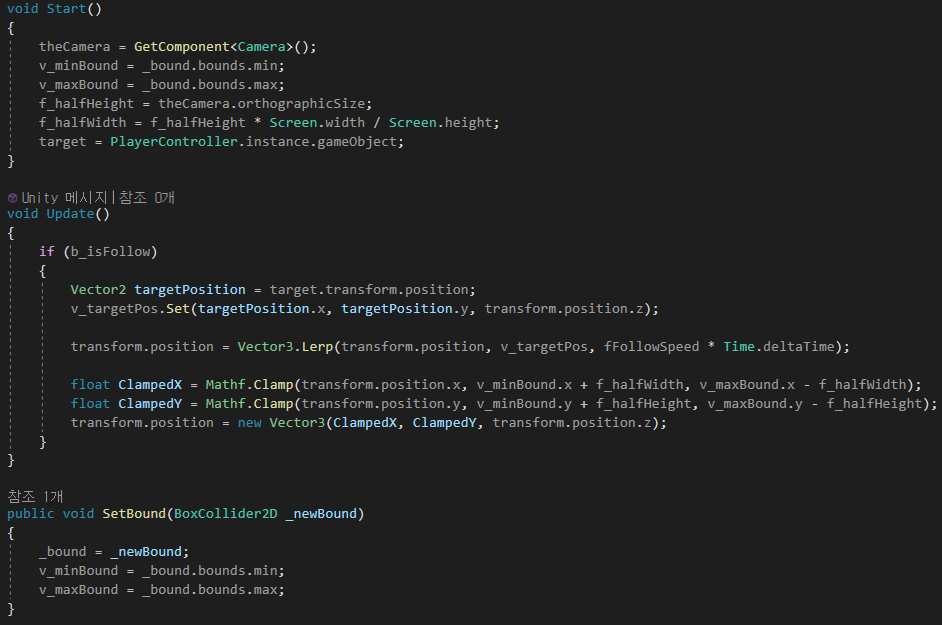 void Start()
{
theCamera = GetComponent<Camera>();
v_minBound = _bound.bounds.min;
v_maxBound = _bound.bounds.max;
f_halfHeight = theCamera.orthographicSize;
f_halfWidth = f_halfHeight * Screen.width / Screen.height;
target = PlayerController.instance.gameObject;
}
Unity 메시지|참조 0개
void Update()
{
if (b_isFollow)
{
Vector2 targetPosition = target.transform.position;
v_targetPos.Set(targetPosition.x, targetPosition.y, transform.position.z);
transform.position = Vector3.Lerp(transform.position, v_targetPos, fFollowSpeed * Time.deltaTime);
float ClampedX = Mathf.Clamp(transform.position.x, v_minBound.x + f_halfWidth, v_maxBound.x - f_halfWidth);
float ClampedY = Mathf.Clamp(transform.position.y, v_minBound.y + f_halfHeight, v_maxBound.y - f_halfHeight);
transform.position = new Vector3(ClampedX, ClampedY, transform.position.z);
}
}
참조 1개
public void SetBound(BoxCollider2D _newBound)
{
_bound = _newBound;
v_minBound = _bound.bounds.min;
v_maxBound = _bound.bounds.max;
}